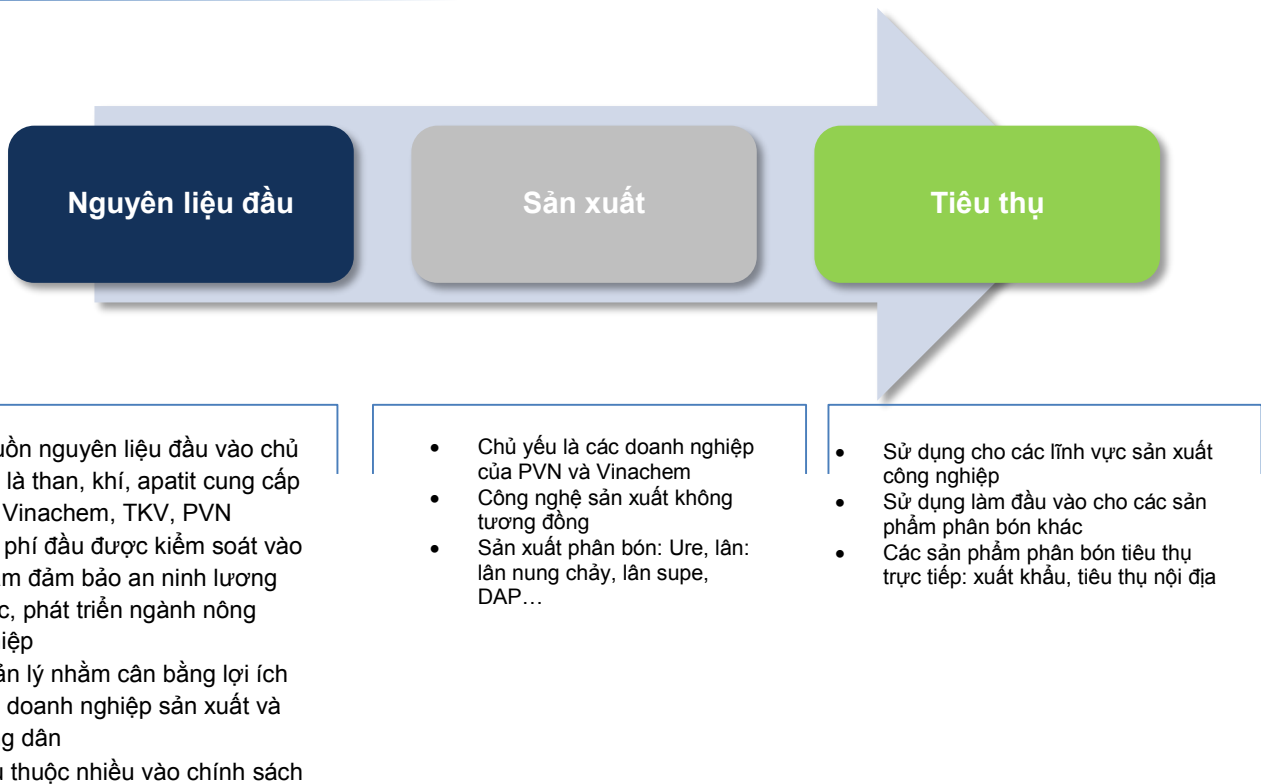 Nguyên liệu đầu
Sản xuất
Tiêu thụ
uồn nguyên liệu đầu vào chủ
là than, khí, apatit cung cấp
Vinachem, TKV, PVN
phí đầu được kiểm soát vào
ảm đảm bảo an ninh lương
c, phát triển ngành nông
iệp
ản lý nhằm cân bằng lợi ích
doanh nghiệp sản xuất và
g dân
thuộc nhiều vào chính sách
• Chủ yếu là các doanh nghiệp
của PVN và Vinachem
• Công nghệ sản xuất không
tương đồng
• Sản xuất phân bón: Ure, lân:
lân nung chảy, lân supe,
DAP…
• Sử dụng cho các lĩnh vực sản xuất
công nghiệp
• Sử dụng làm đầu vào cho các sản
phẩm phân bón khác
• Các sản phẩm phân bón tiêu thụ
trực tiếp: xuất khẩu, tiêu thụ nội địa